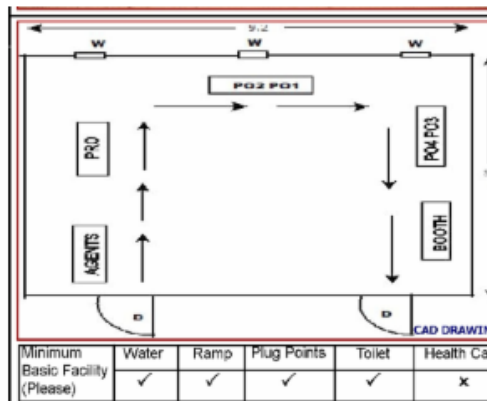 9.2
W W W
PO2 PO1
PRO
PO4 PO3
AGENTS
BOOTH
D D
CAD DRAWIN
Minimum Basic Facility (Please) Water Ramp Plug Points Toilet Health Ca
✓ ✓ ✓ ✓ x